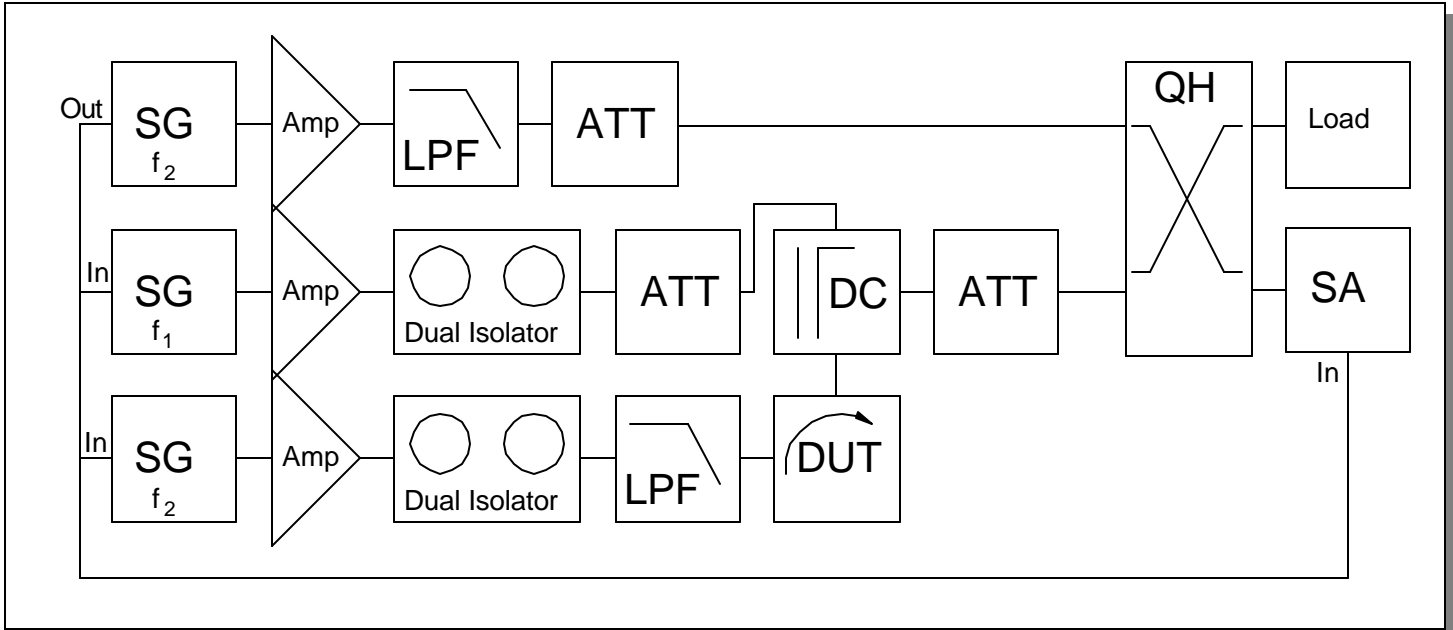 Out
SG
f2
Amp
LPF
ATT
QH
Load
In
SG
f1
Amp
Dual Isolator
ATT
DC
ATT
SA
In
In
SG
f2
Amp
Dual Isolator
LPF
DUT